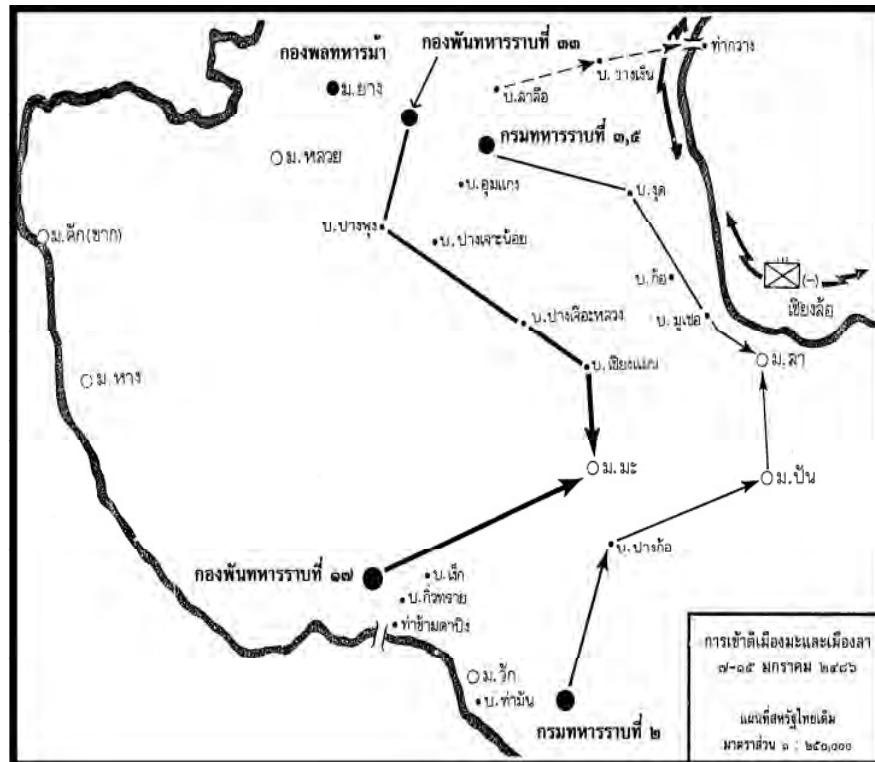 กองพลทหารม้า
กองพันทหารราบที่ ๓๓
ท่ากวาง
บ. วางเงิน
ม.ยาง
บ.ลาลือ
กรมทหารราบที่ ๓,๕
ม.หลวย
บ.อุมแกง
บ.งูด
บ.ปางพุง
ม.คัก(ขาก)
บ.ปางเจาะน้อย
บ.ก้อ
(-)
เชียงล้อ
บ.มูเซอ
บ.ปางเจ๊อะหลวง
ม.ลา
บ.เชียงแมน
ม.หาง
ม.มะ
ม.ปัน
บ.ปางก้อ
กองพันทหารราบที่ ๑๗
บ.เร็ก
บ.กิ่วทราย
ท่าข้ามตาปิง
ม.วัก
บ.ท่ามัน
กรมทหารราบที่ ๒
การเข้าตีเมืองมะและเมืองลา
๗-๑๕ มกราคม ๒๔๘๖
แผนที่สหรัฐไทยเดิม
มาตราส่วน ๑ : ๒๕๐,๐๐๐